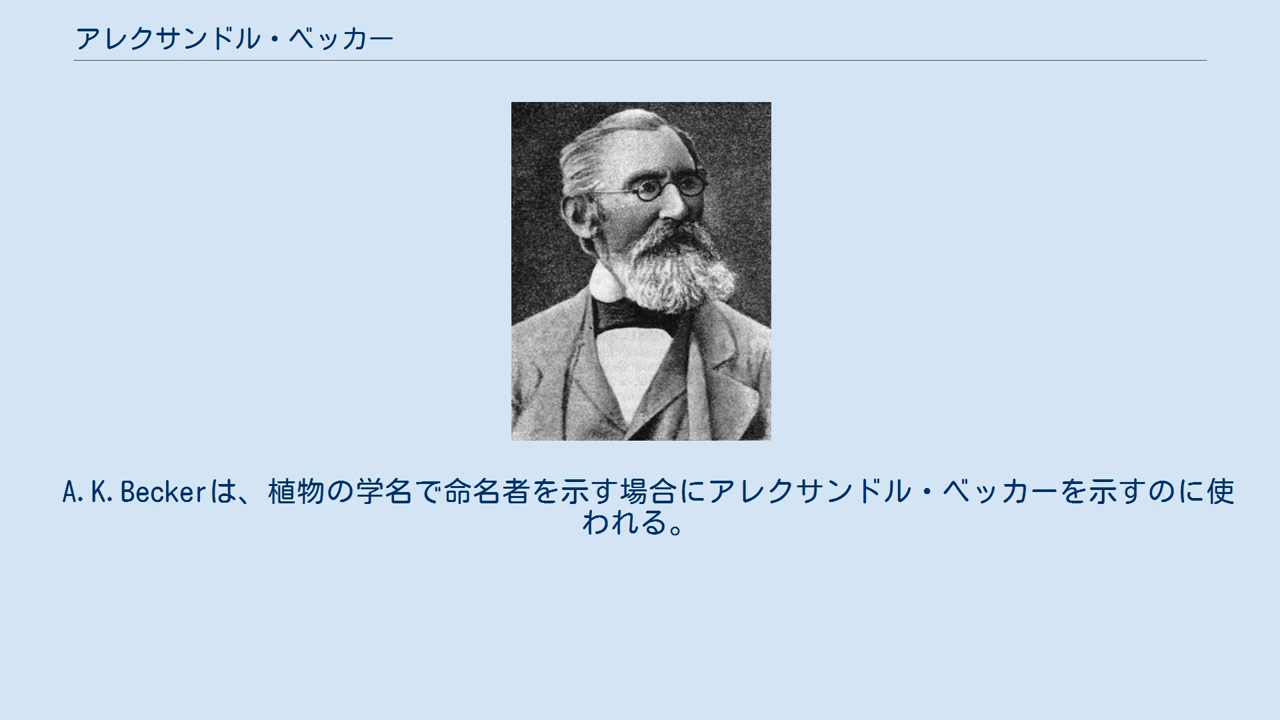 アレクサンドル・ベッカー
A.K.Beckerは、植物の学名で命名者を示す場合にアレクサンドル・ベッカーを示すのに使
われる。